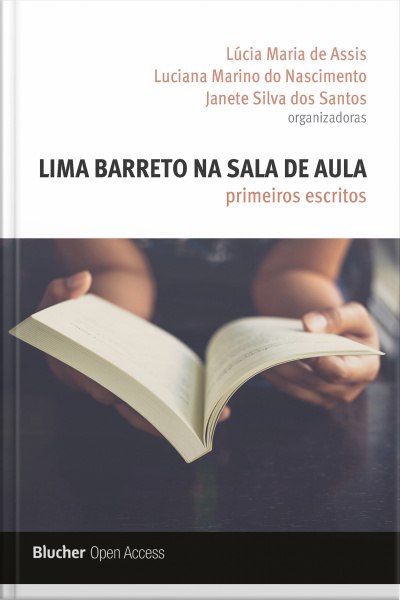 Lúcia Maria de Assis
Luciana Marino do Nascimento
Janete Silva dos Santos
organizadoras
LIMA BARRETO NA SALA DE AULA
primeiros escritos
Blucher Open Access